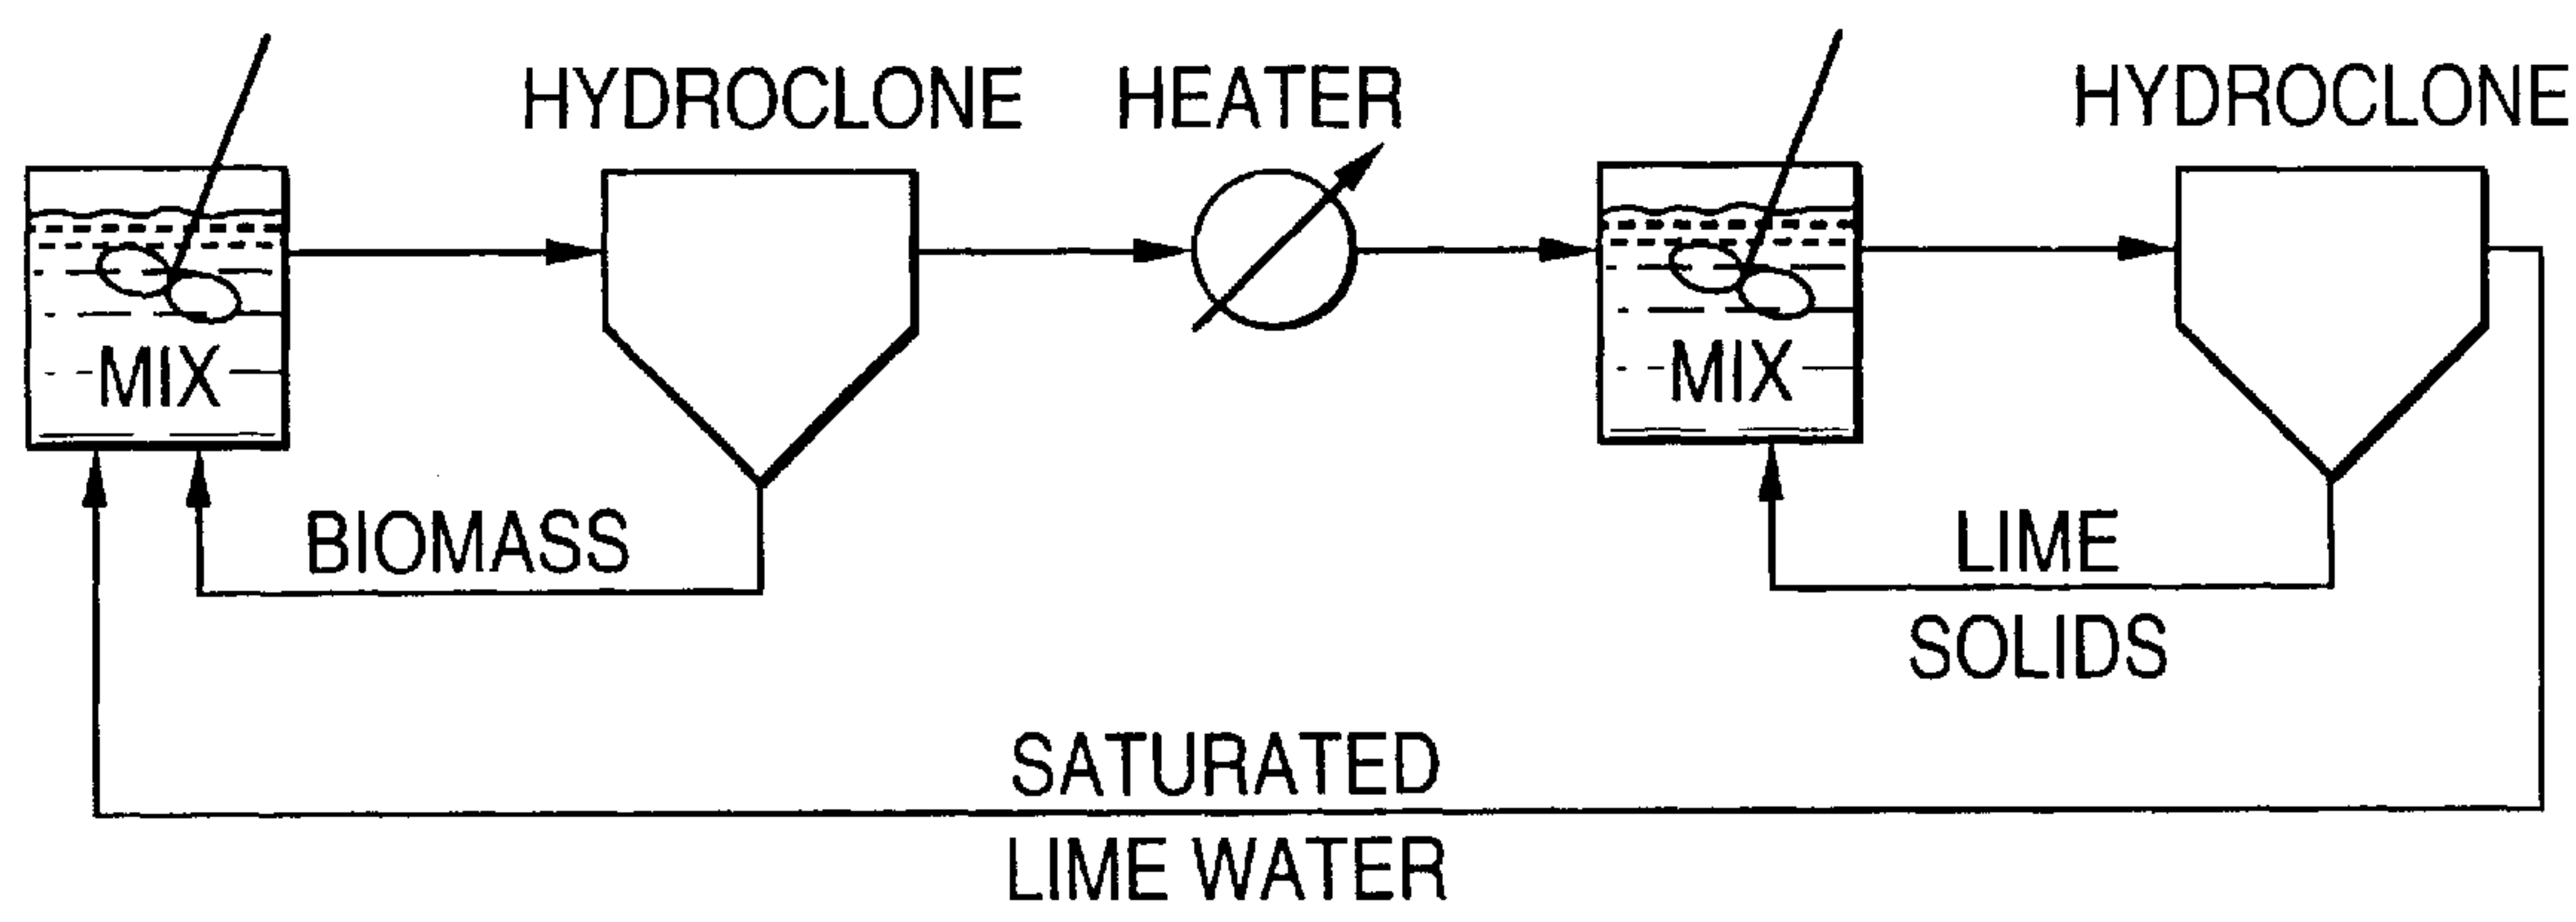 HYDROCLONE
HEATER
HYDROCLONE
MIX
MIX
BIOMASS
LIME
SOLIDS
SATURATED
LIME WATER